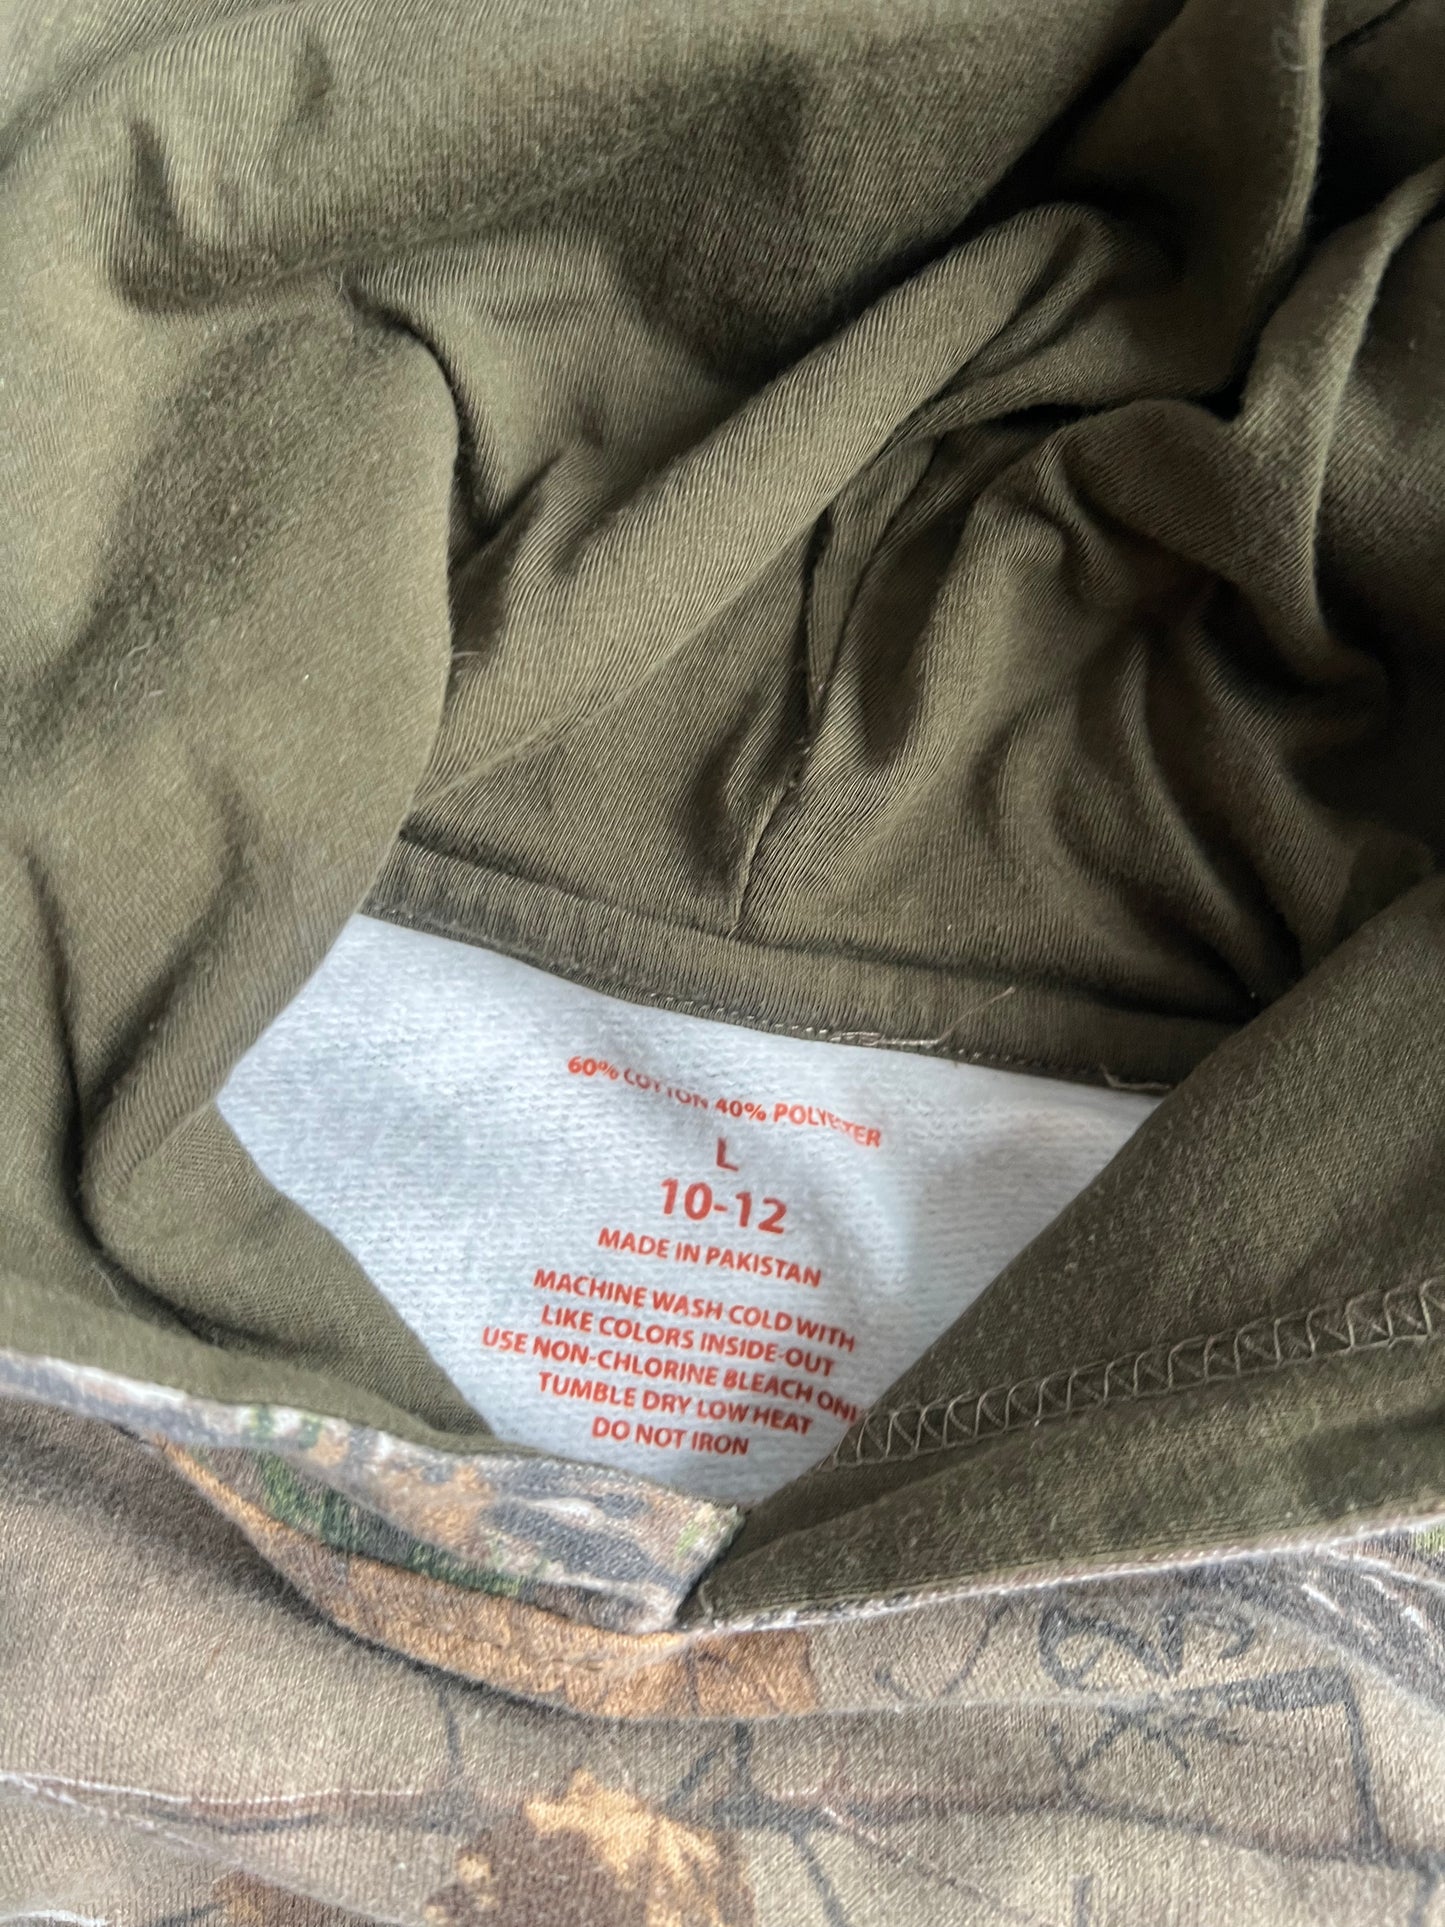 60% COTTON 40% POLYESTER
L
10-12
MADE IN PAKISTAN
MACHINE WASH COLD WITH
LIKE COLORS INSIDE-OUT
USE NON-CHLORINE BLEACH
TUMBLE DRY LOW HEAT
DO NOT IRON